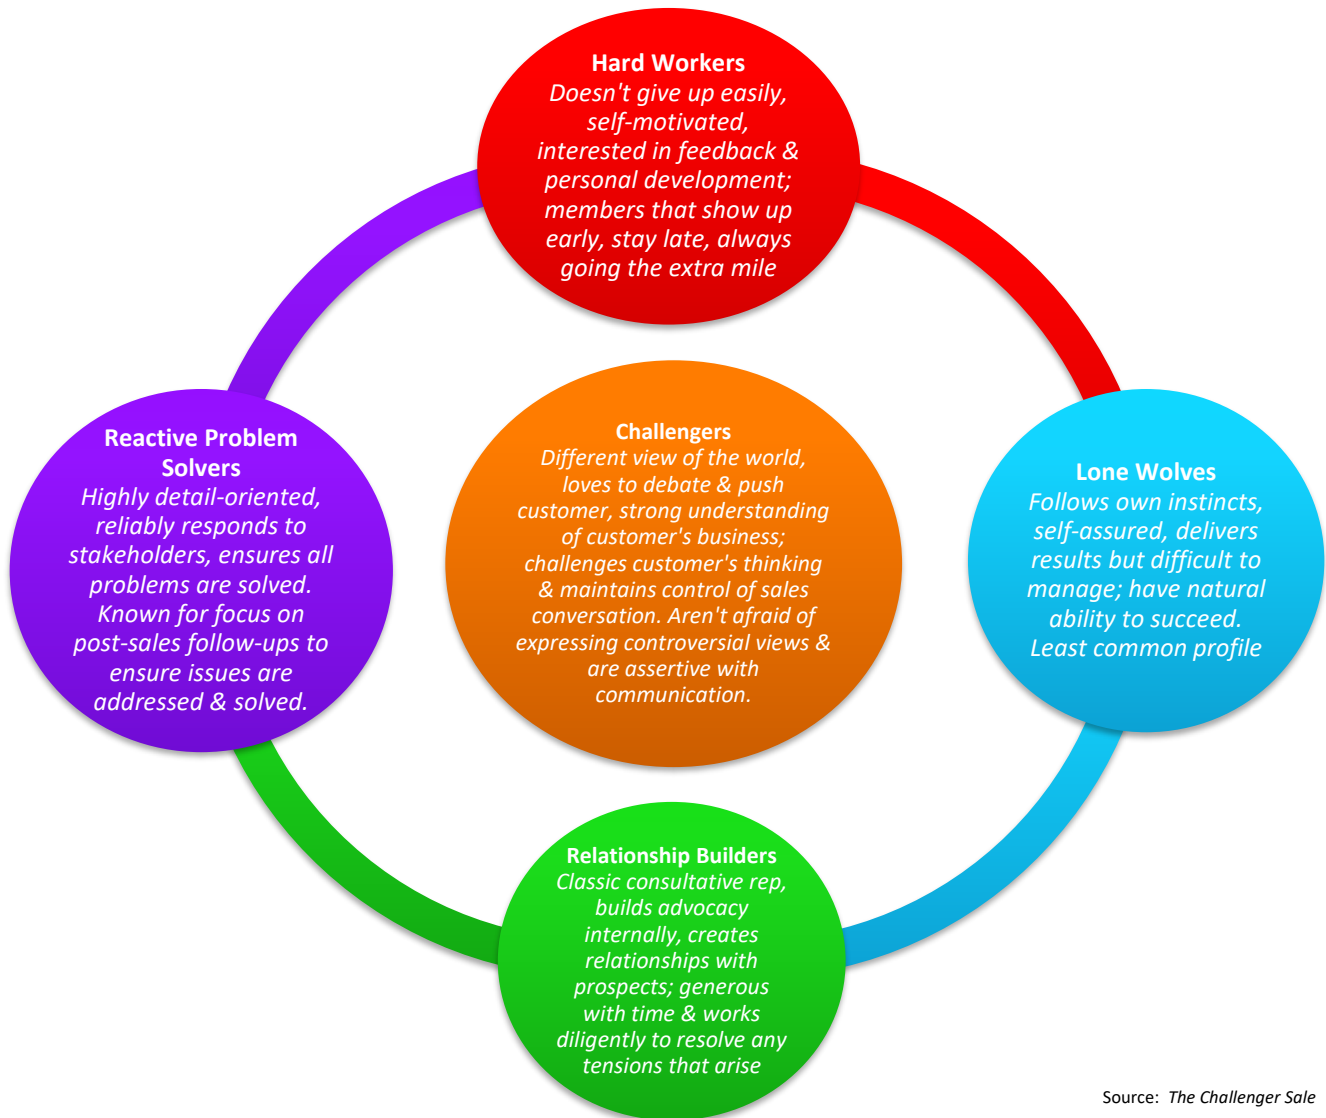 Hard Workers
Doesn't give up easily,
self-motivated,
interested in feedback &
personal development;
members that show up
early, stay late, always
going the extra mile
Reactive Problem
Solvers
Highly detail-oriented,
reliably responds to
stakeholders, ensures all
problems are solved.
Known for focus on
post-sales follow-ups to
ensure issues are
addressed & solved.
Challengers
Different view of the world,
loves to debate & push
customer, strong understanding
of customer's business;
challenges customer's thinking
& maintains control of sales
conversation. Aren't afraid of
expressing controversial views &
are assertive with
communication.
Lone Wolves
Follows own instincts,
self-assured, delivers
results but difficult to
manage; have natural
ability to succeed.
Least common profile
Relationship Builders
Classic consultative rep,
builds advocacy
internally, creates
relationships with
prospects; generous
with time & works
diligently to resolve any
tensions that arise
Source: The Challenger Sale